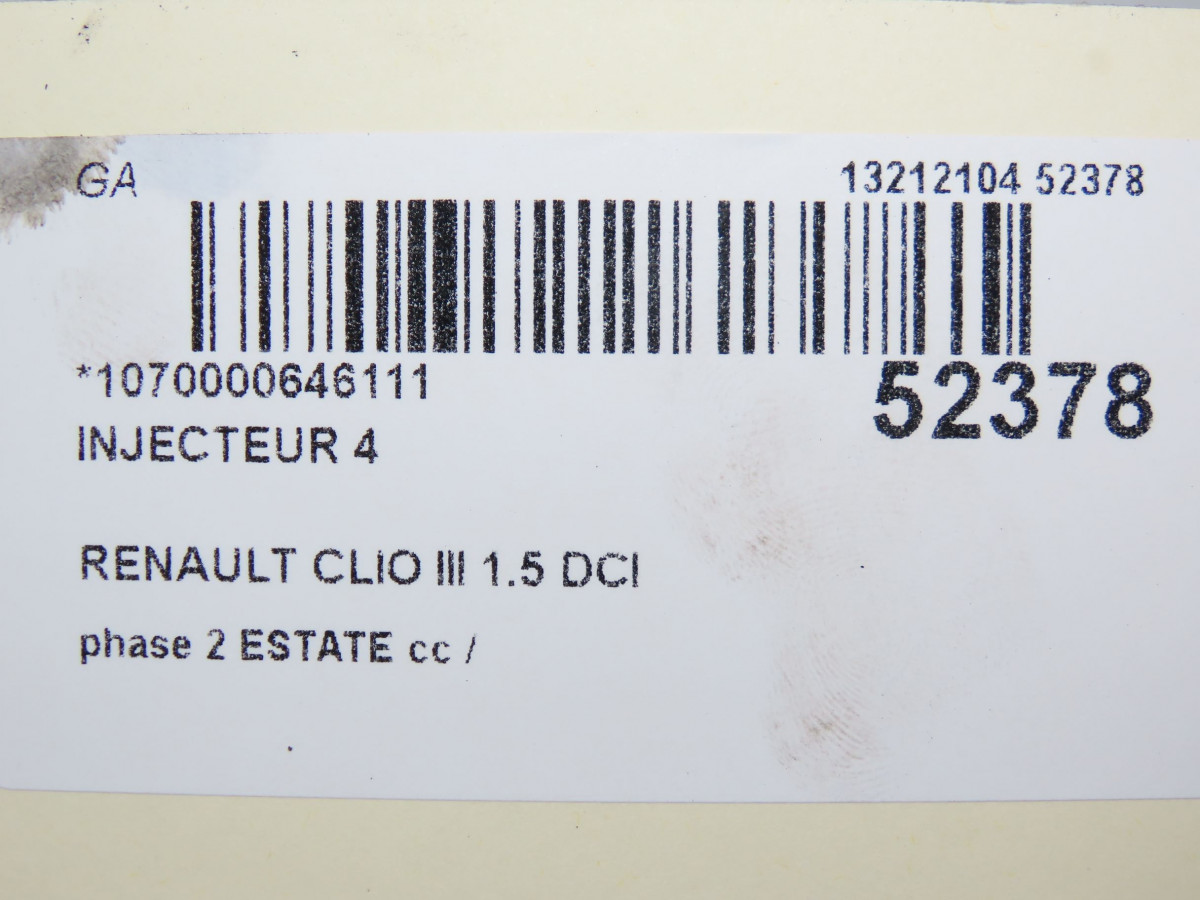 GA 13212104 52378
*1070000646111 52378
INJECTEUR 4
RENAULT CLIO III 1.5 DCI
phase 2 ESTATE cc /